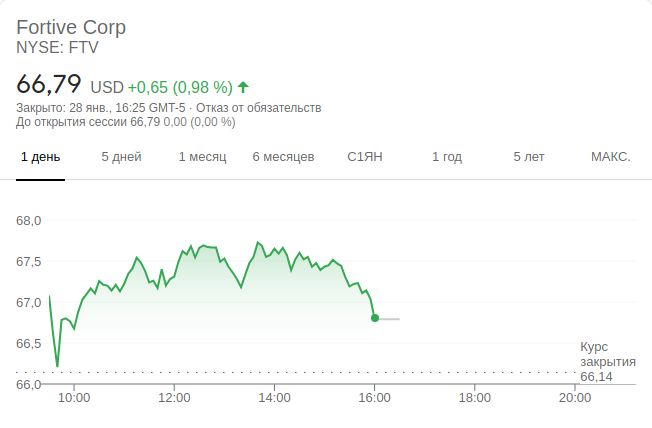 Fortive Corp
NYSE: FTV
66,79 USD +0,65 (0,98 %)
Закрыто: 28 янв., 16:25 GMT-5 · Отказ от обязательств
До открытия сессии 66,79 0,00 (0,00 %)
1 день 5 дней 1 месяц 6 месяцев С1ЯН 1 год 5 лет МАКС.
68,0
67,5
67,0
66,5
66,0
Курс
закрытия
66,14
10:00 12:00 14:00 16:00 18:00 20:00